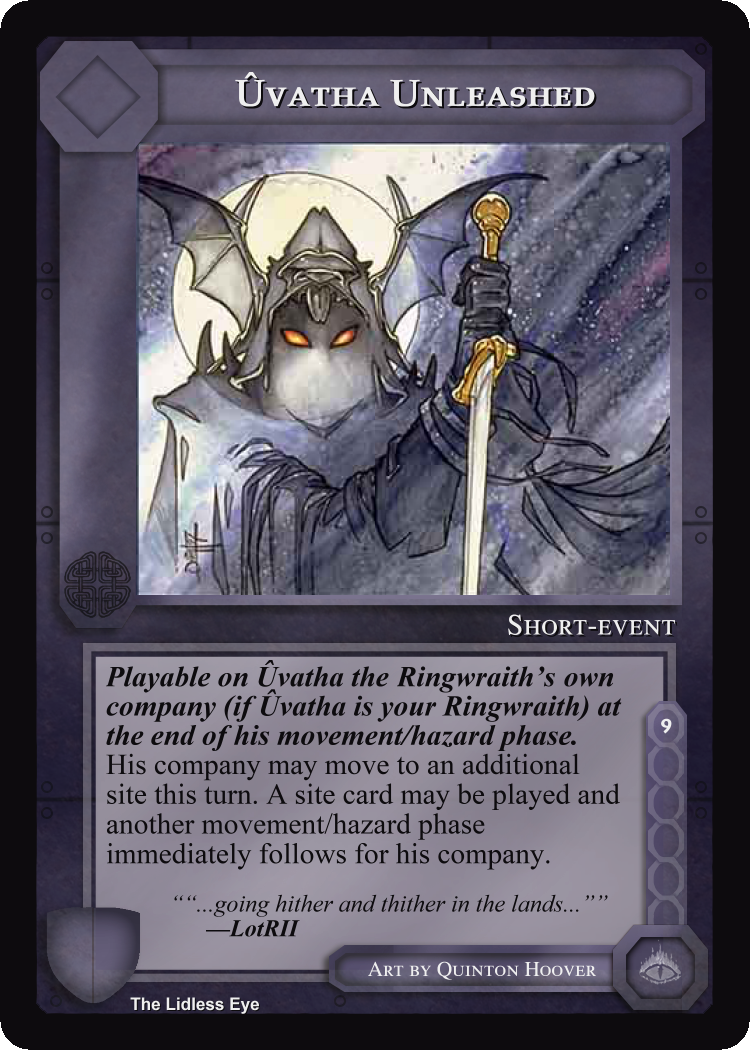 Ûvatha Unleashed
Short-event
Playable on Ûvatha the Ringwraith's own
company (if Ûvatha is your Ringwraith) at
the end of his movement/hazard phase.
His company may move to an additional
site this turn. A site card may be played and
another movement/hazard phase
immediately follows for his company.
9
““...going hither and thither in the lands...””
—LotRII
Art by Quinton Hoover
The Lidless Eye